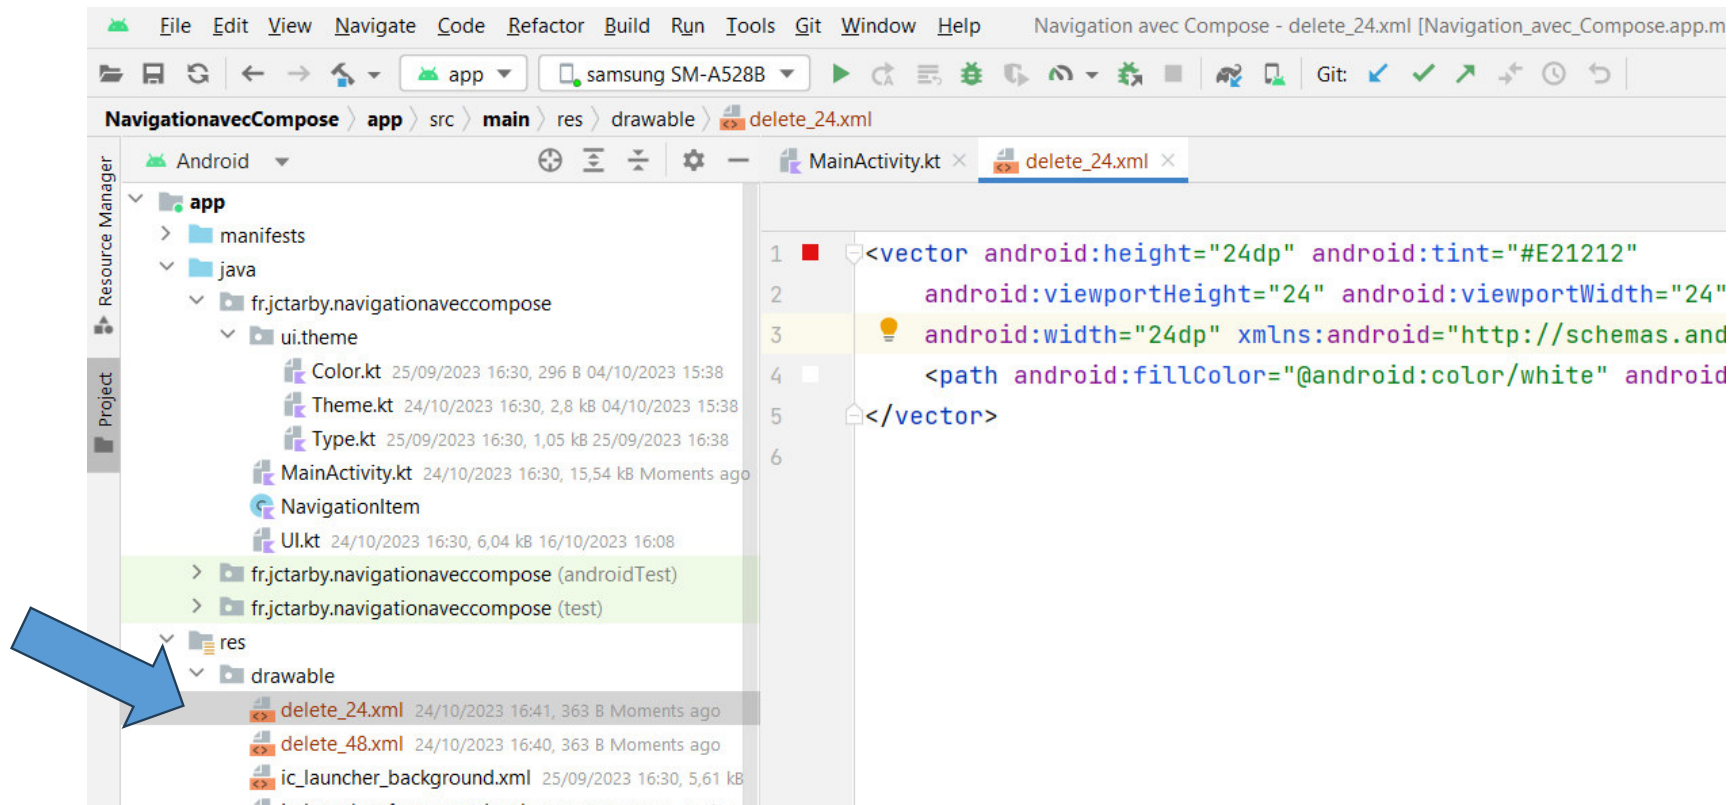 File Edit View Navigate Code Refactor Build Run Tools Git Window Help Navigation avec Compose - delete_24.xml [Navigation_avec_Compose.app.m
app samsung SM-A528B Git:
NavigationavecCompose app src main res drawable delete_24.xml
Resource Manager
Project
Android
app
manifests
java
fr.jctarby.navigationaveccompose
ui.theme
Color.kt 25/09/2023 16:30, 296 B 04/10/2023 15:38
Theme.kt 24/10/2023 16:30, 2,8 kB 04/10/2023 15:38
Type.kt 25/09/2023 16:30, 1,05 kB 25/09/2023 16:38
MainActivity.kt 24/10/2023 16:30, 15,54 kB Moments ago
NavigationItem
UI.kt 24/10/2023 16:30, 6,04 kB 16/10/2023 16:08
fr.jctarby.navigationaveccompose (androidTest)
fr.jctarby.navigationaveccompose (test)
res
drawable
delete_24.xml 24/10/2023 16:41, 363 B Moments ago
delete_48.xml 24/10/2023 16:40, 363 B Moments ago
ic_launcher_background.xml 25/09/2023 16:30, 5,61 kB
MainActivity.kt delete_24.xml
1 <vector android:height="24dp" android:tint="#E21212"
2 android:viewportHeight="24" android:viewportWidth="24"
3 android:width="24dp" xmlns:android="http://schemas.and
4 <path android:fillColor="@android:color/white" android
5 </vector>
6